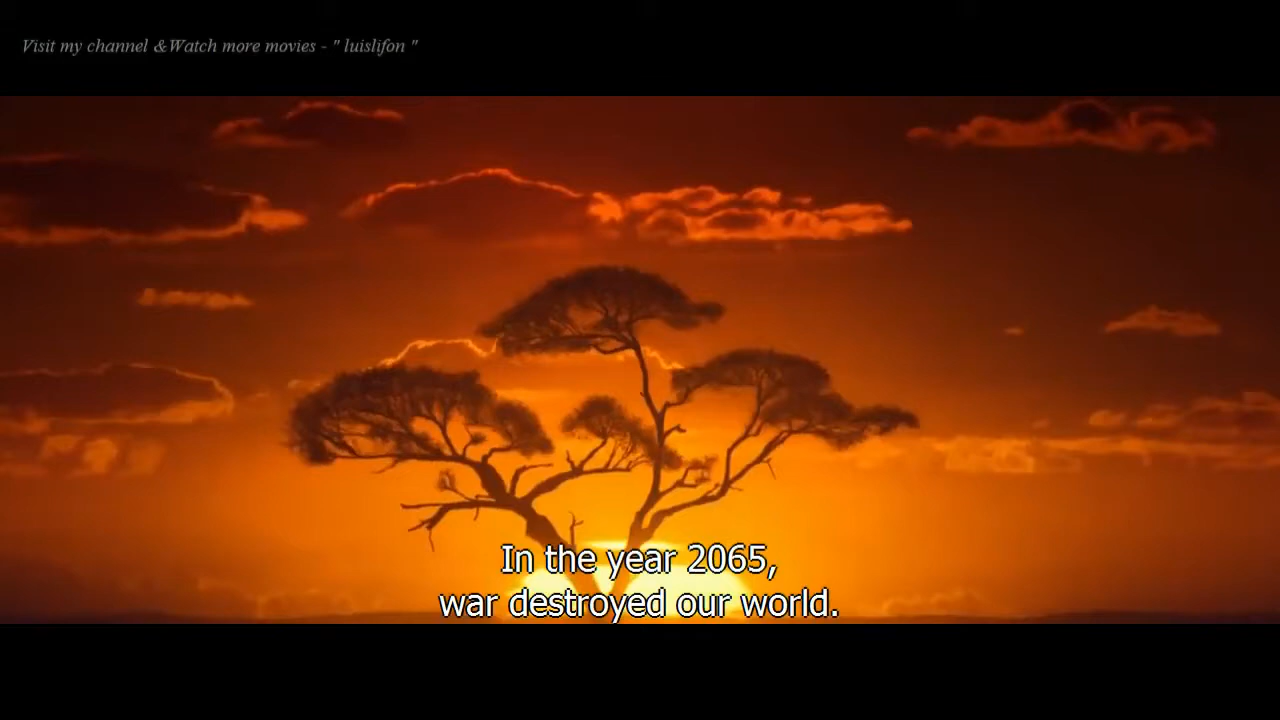 Visit my channel &Watch more movies - " luislifon "
In the year 2065,
war destroyed our world.